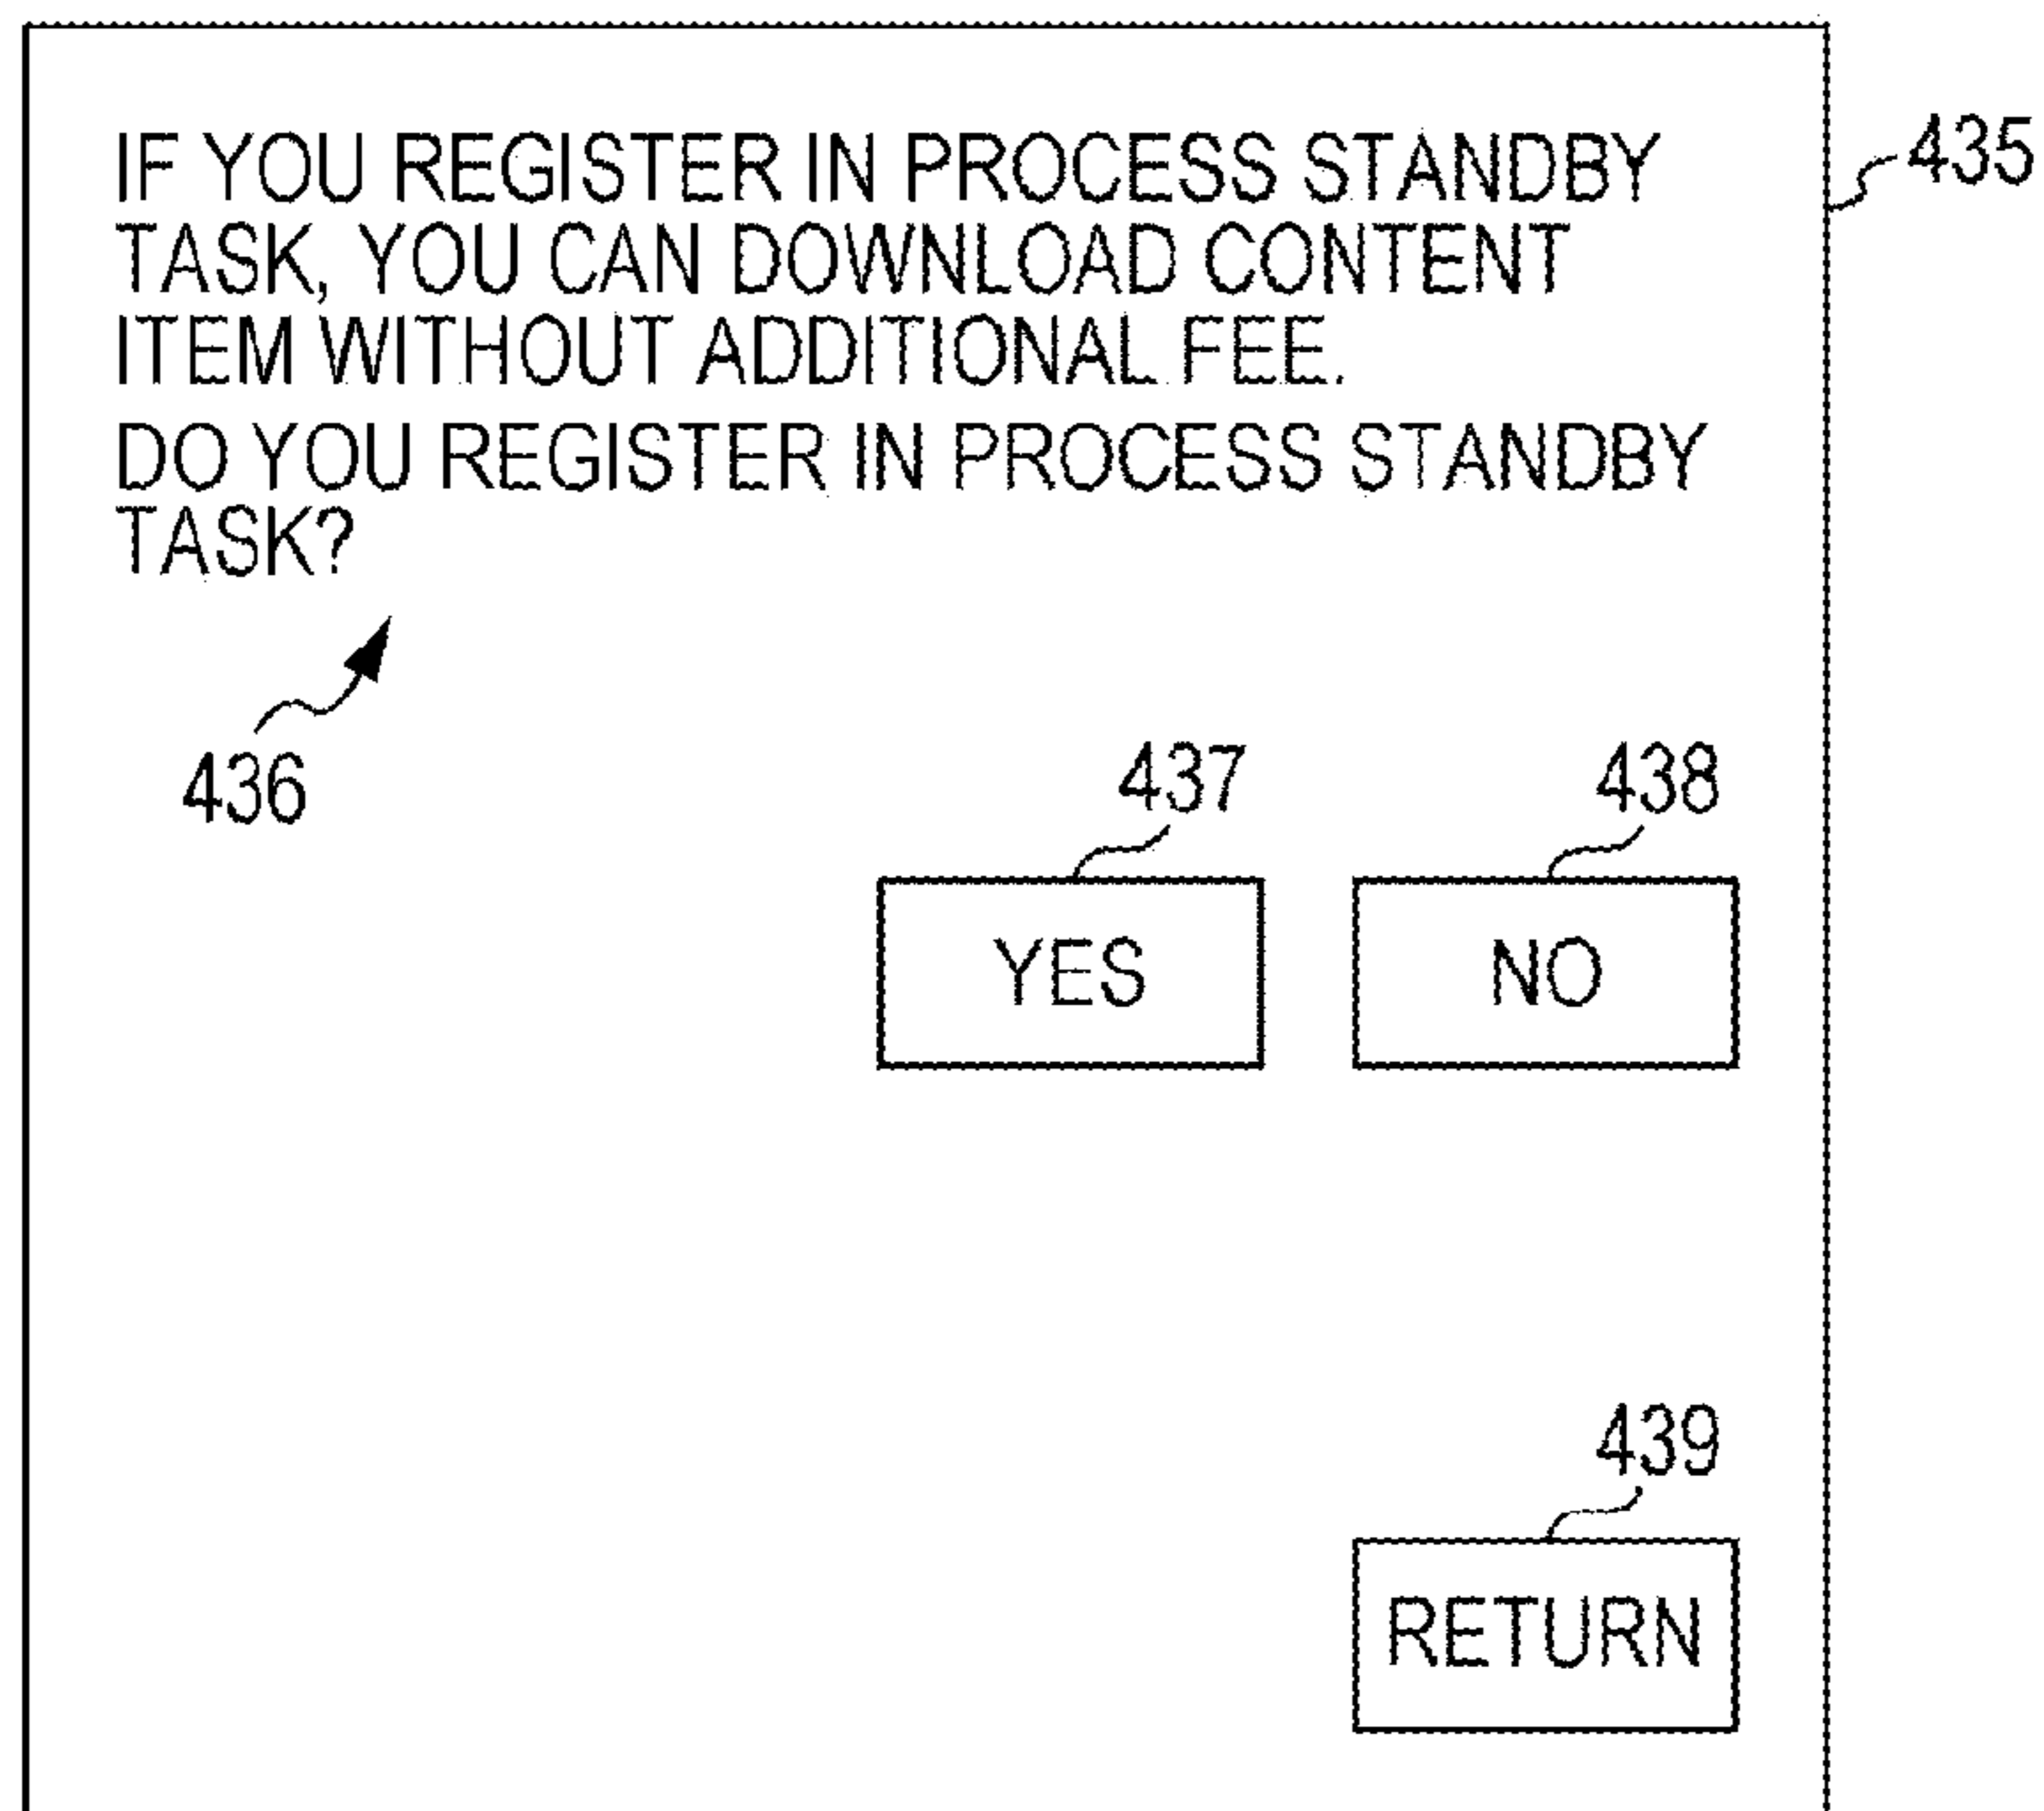 IF YOU REGISTER IN PROCESS STANDBY
TASK, YOU CAN DOWNLOAD CONTENT
ITEM WITHOUT ADDITIONAL FEE.
DO YOU REGISTER IN PROCESS STANDBY
TASK?
435
436
437
438
YES
NO
439
RETURN